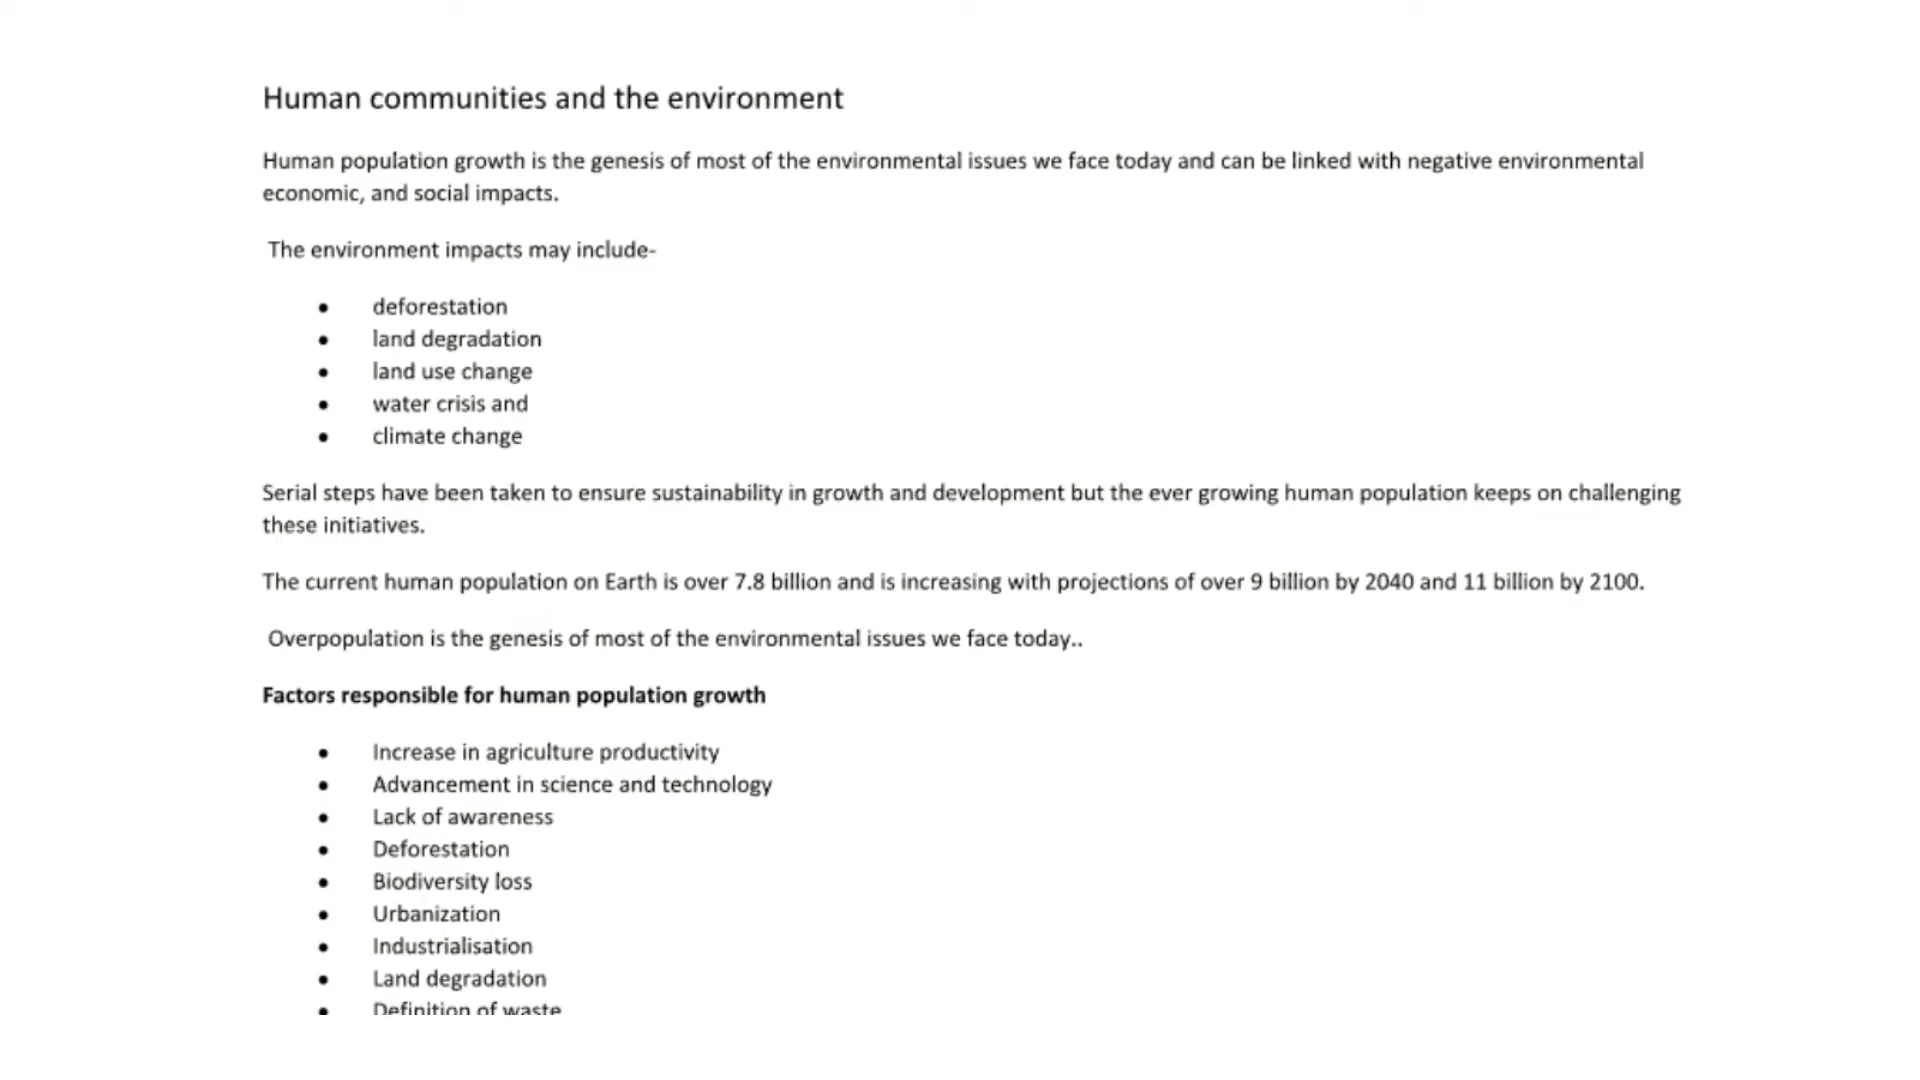 Human communities and the environment
Human population growth is the genesis of most of the environmental issues we face today and can be linked with negative environmental
economic, and social impacts.
The environment impacts may include-
• deforestation
• land degradation
• land use change
• water crisis and
• climate change
Serial steps have been taken to ensure sustainability in growth and development but the ever growing human population keeps on challenging
these initiatives.
The current human population on Earth is over 7.8 billion and is increasing with projections of over 9 billion by 2040 and 11 billion by 2100.
Overpopulation is the genesis of most of the environmental issues we face today..
Factors responsible for human population growth
• Increase in agriculture productivity
• Advancement in science and technology
• Lack of awareness
• Deforestation
• Biodiversity loss
• Urbanization
• Industrialisation
• Land degradation
• Definition of waste